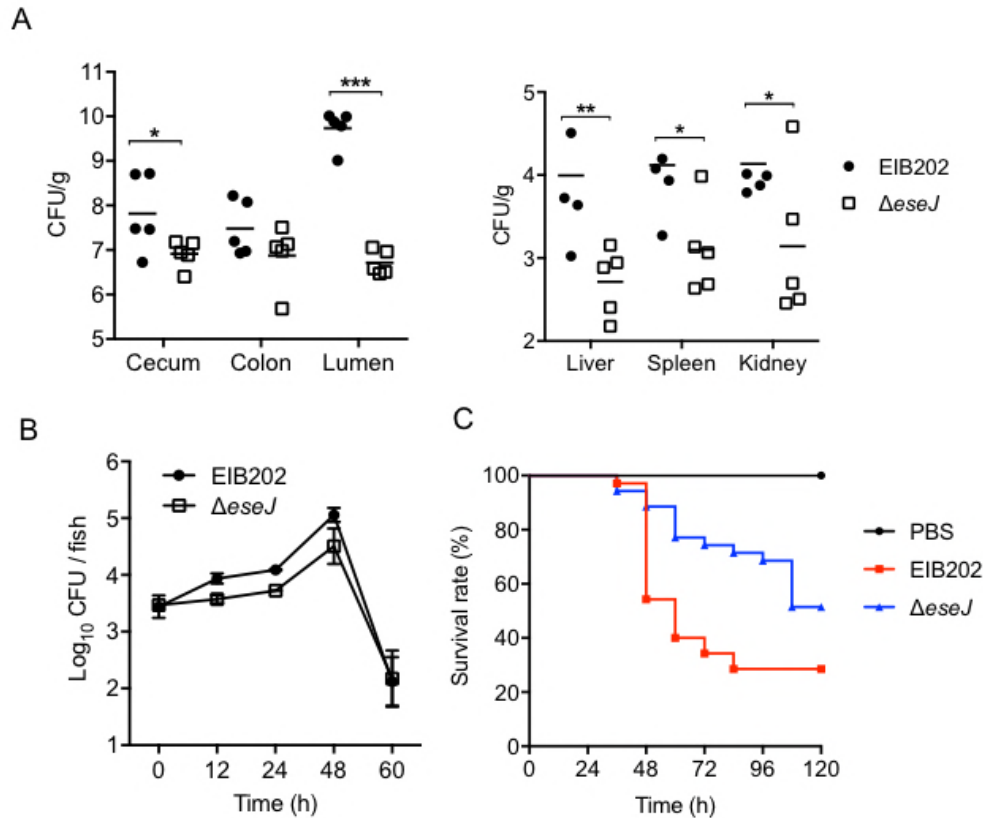 A
11
10
9
8
7
6
5
CFU/g
*
***
Cecum Colon Lumen
5
4
3
2
CFU/g
**
*
*
Liver Spleen Kidney
EIB202
ΔeseJ
B
6
5
4
3
2
1
Log10 CFU / fish
EIB202
ΔeseJ
0 12 24 48 60
Time (h)
C
100
80
60
40
20
0
Survival rate (%)
0 24 48 72 96 120
Time (h)
PBS
EIB202
ΔeseJ